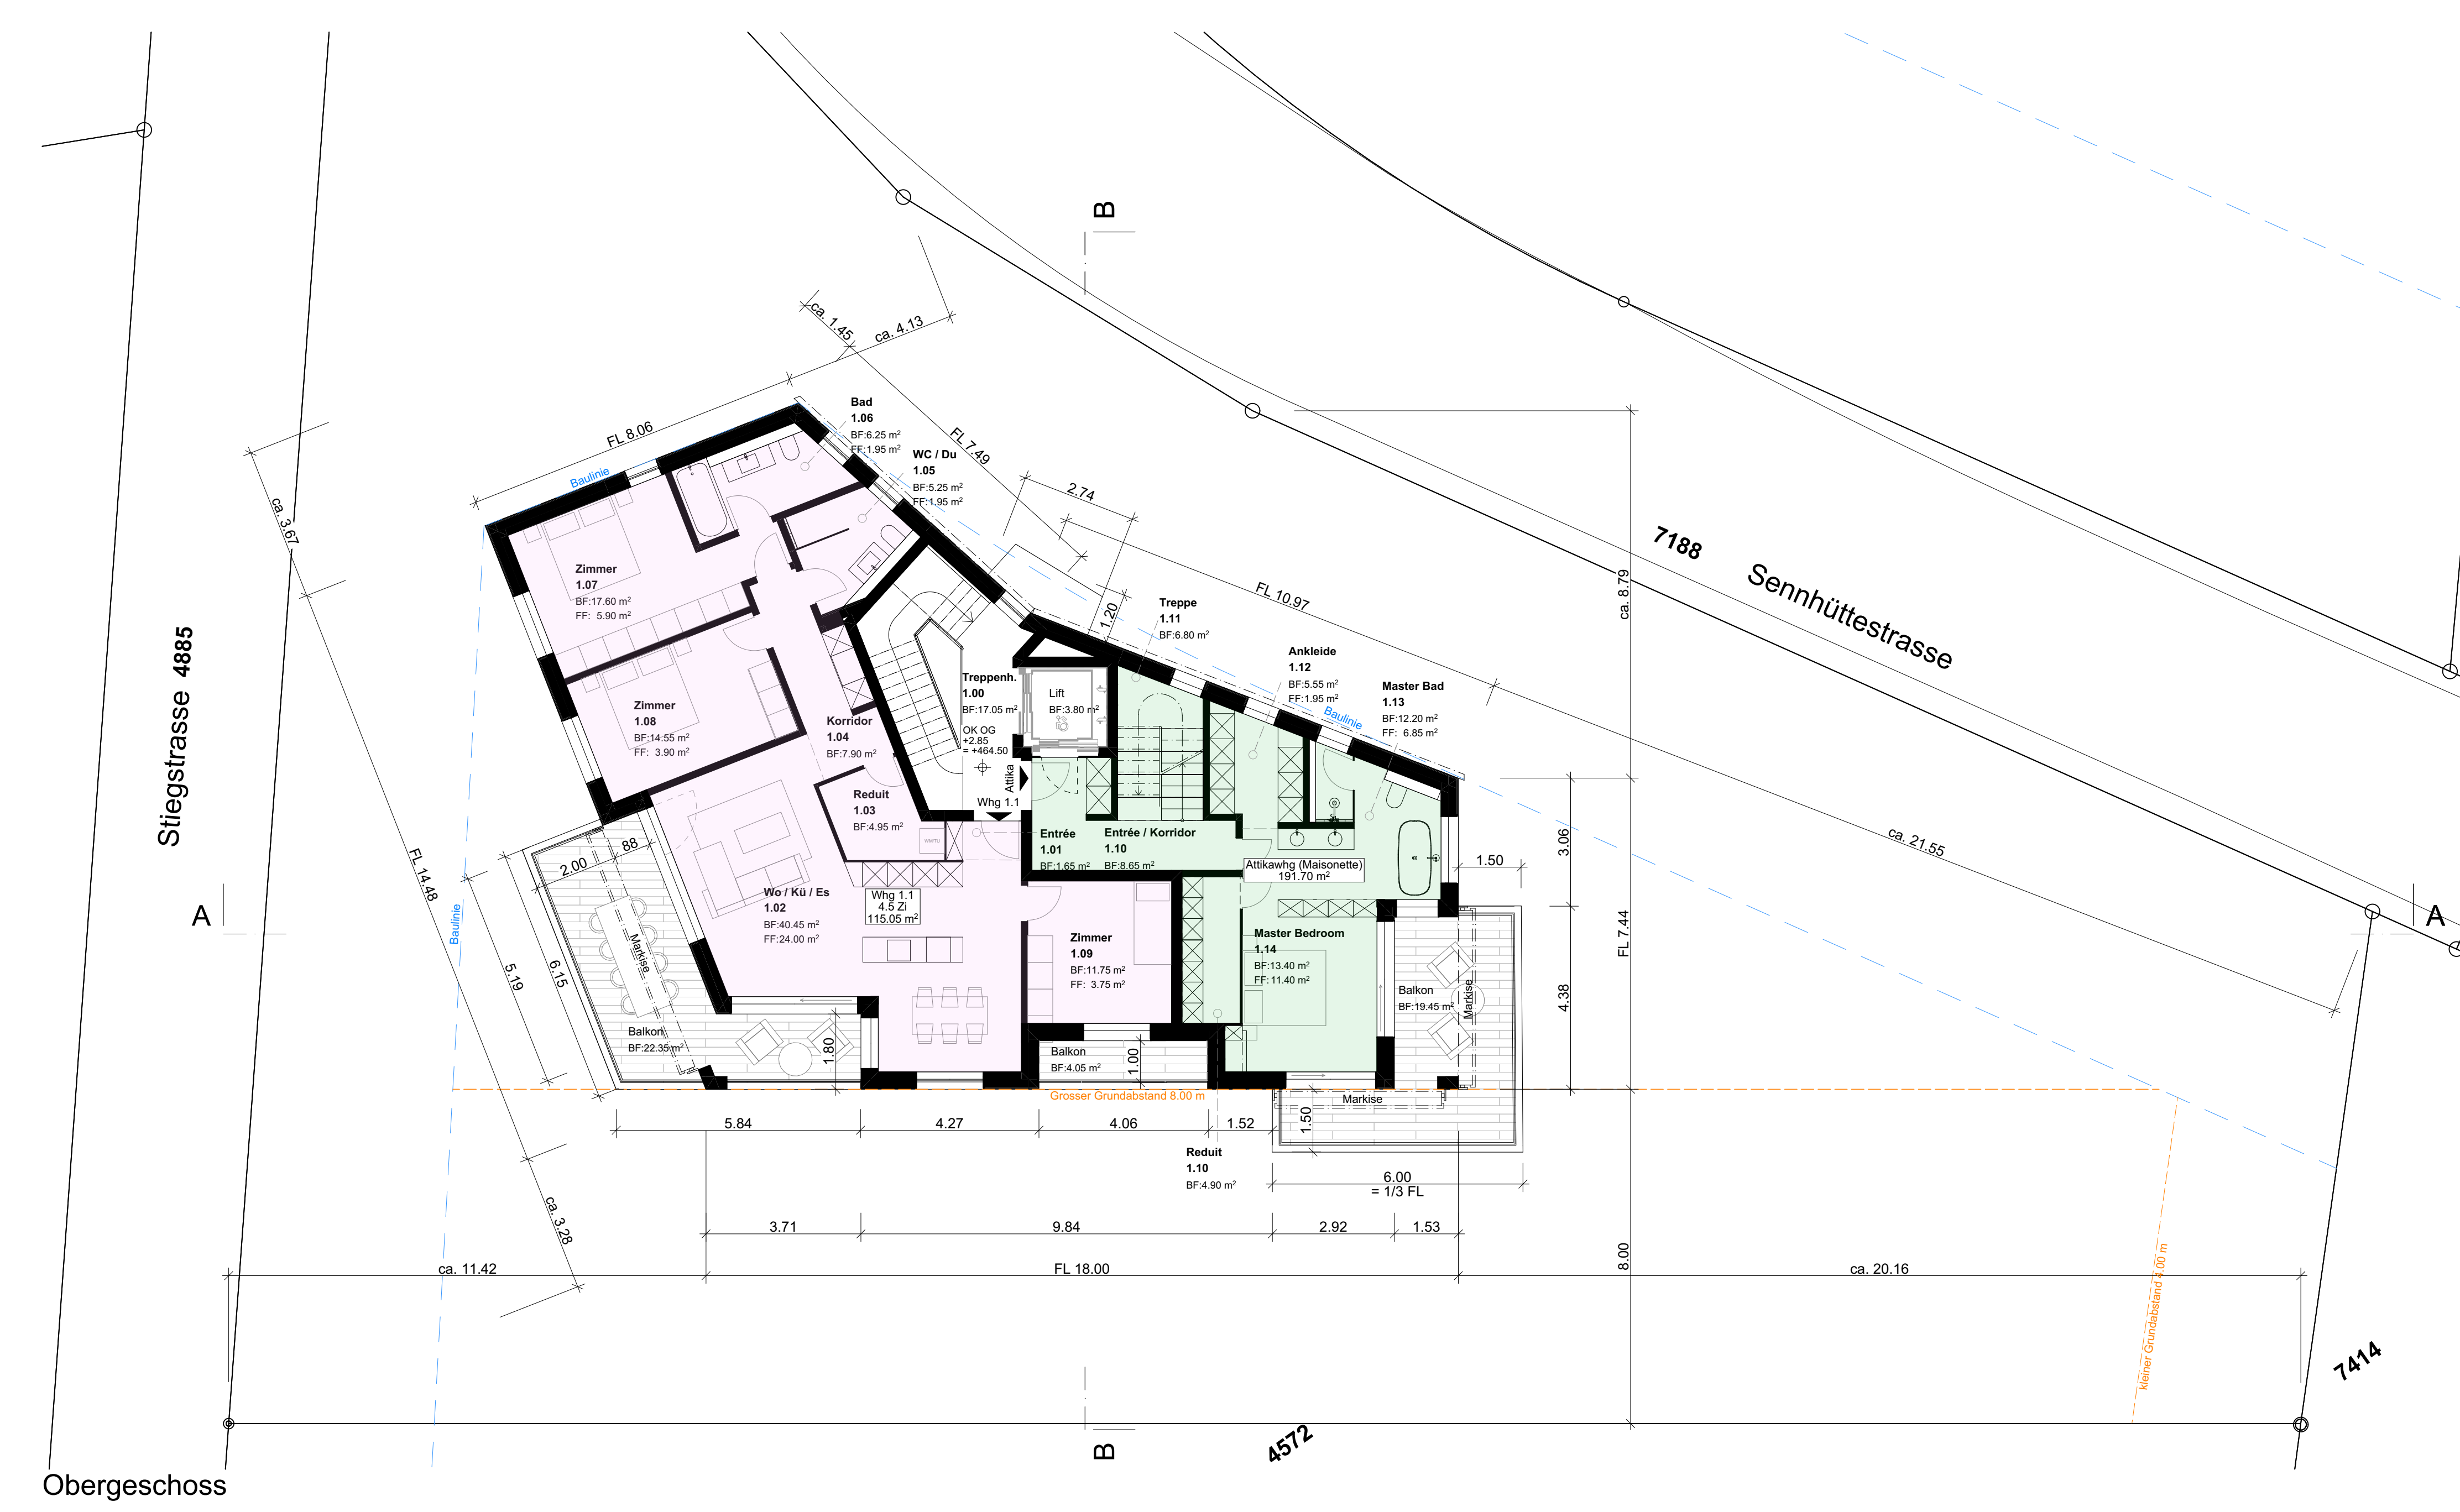 B
ca. 1.45
ca. 4.13
FL 8.06
FL 7.49
Baulinie
ca. 3.67
2.74
FL 10.97
1.20
ca. 8.79
Bad
1.06
BF:6.25 m²
FF:1.95 m²
WC / Du
1.05
BF:5.25 m²
FF:1.95 m²
7188
Sennhüttestrasse
Stiegstrasse 4885
Zimmer
1.07
BF:17.60 m²
FF: 5.90 m²
Treppe
1.11
BF:6.80 m²
Ankleide
1.12
BF:5.55 m²
FF:1.95 m²
Master Bad
1.13
BF:12.20 m²
FF: 6.85 m²
Baulinie
Zimmer
1.08
BF:14.55 m²
FF: 3.90 m²
Korridor
1.04
BF:7.90 m²
Treppenh.
1.00
BF:17.05 m²
OK OG
+2.85
= +464.50
Lift
BF:3.80 m²
Attika
Whg 1.1
Reduit
1.03
BF:4.95 m²
WM/TU
Entrée
1.01
BF:1.65 m²
Entrée / Korridor
1.10
BF:8.65 m²
Attikawhg (Maisonette)
191.70 m²
3.06
1.50
ca. 21.55
FL 14.48
2.00
88
5.19
6.15
Markise
Baulinie
A
A
Wo / Kü / Es
1.02
BF:40.45 m²
FF:24.00 m²
Whg 1.1
4.5 Zi
115.05 m²
Zimmer
1.09
BF:11.75 m²
FF: 3.75 m²
Master Bedroom
1.14
BF:13.40 m²
FF:11.40 m²
Balkon
BF:19.45 m²
Markise
4.38
FL 7.44
Balkon
BF:22.35 m²
1.80
Balkon
BF:4.05 m²
1.00
Grosser Grundabstand 8.00 m
Markise
1.50
5.84
4.27
4.06
1.52
Reduit
1.10
BF:4.90 m²
6.00
= 1/3 FL
ca. 3.28
3.71
9.84
2.92
1.53
ca. 11.42
FL 18.00
8.00
ca. 20.16
kleiner Grundabstand 4.00 m
7414
B
4572
Obergeschoss